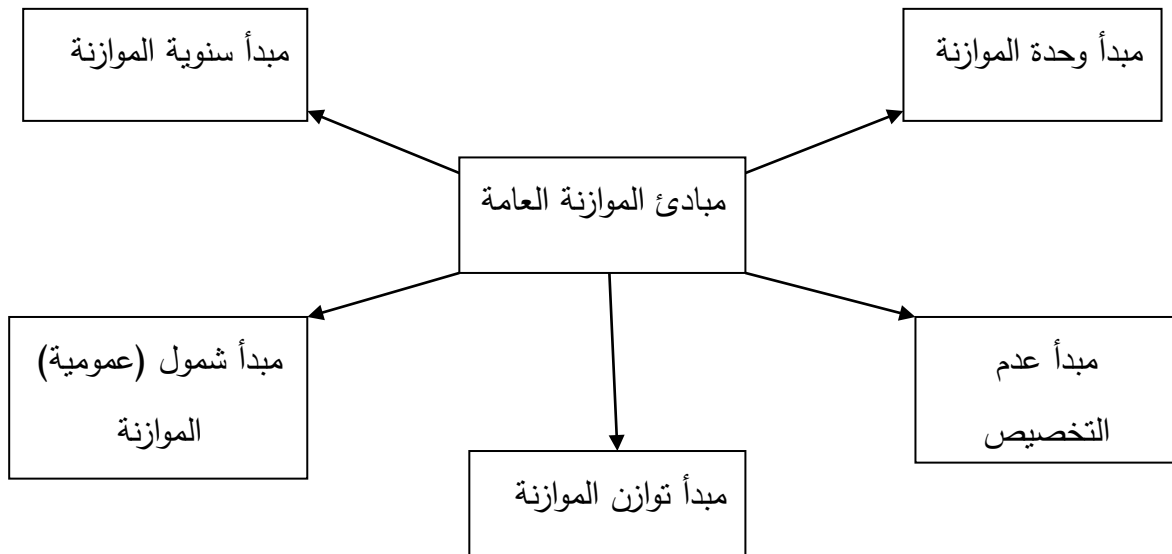 مبدأ وحدة الموازنة
مبدأ سنوية الموازنة
مبادئ الموازنة العامة
مبدأ عدم
التخصيص
مبدأ شمول (عمومية)
الموازنة
مبدأ توازن الموازنة